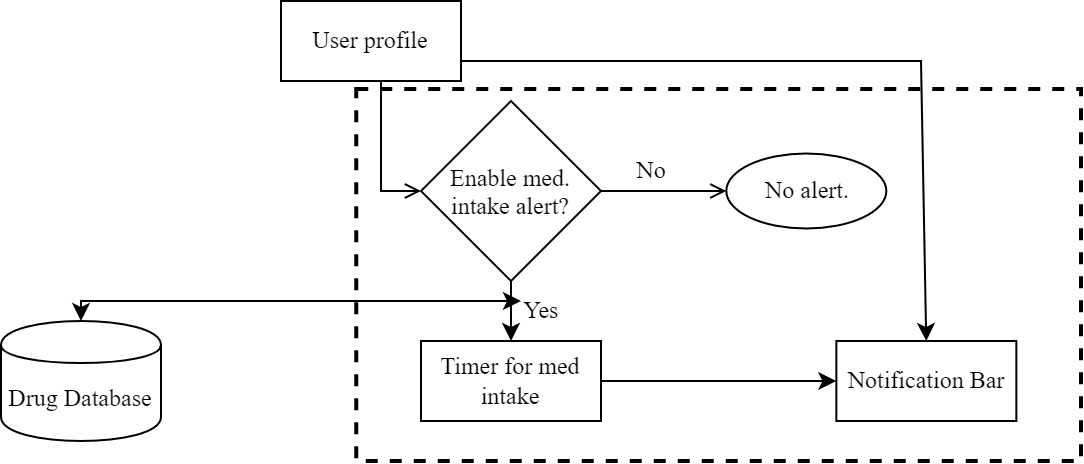 User profile
Enable med.
intake alert?
No
No alert.
Yes
Timer for med
intake
Notification Bar
Drug Database